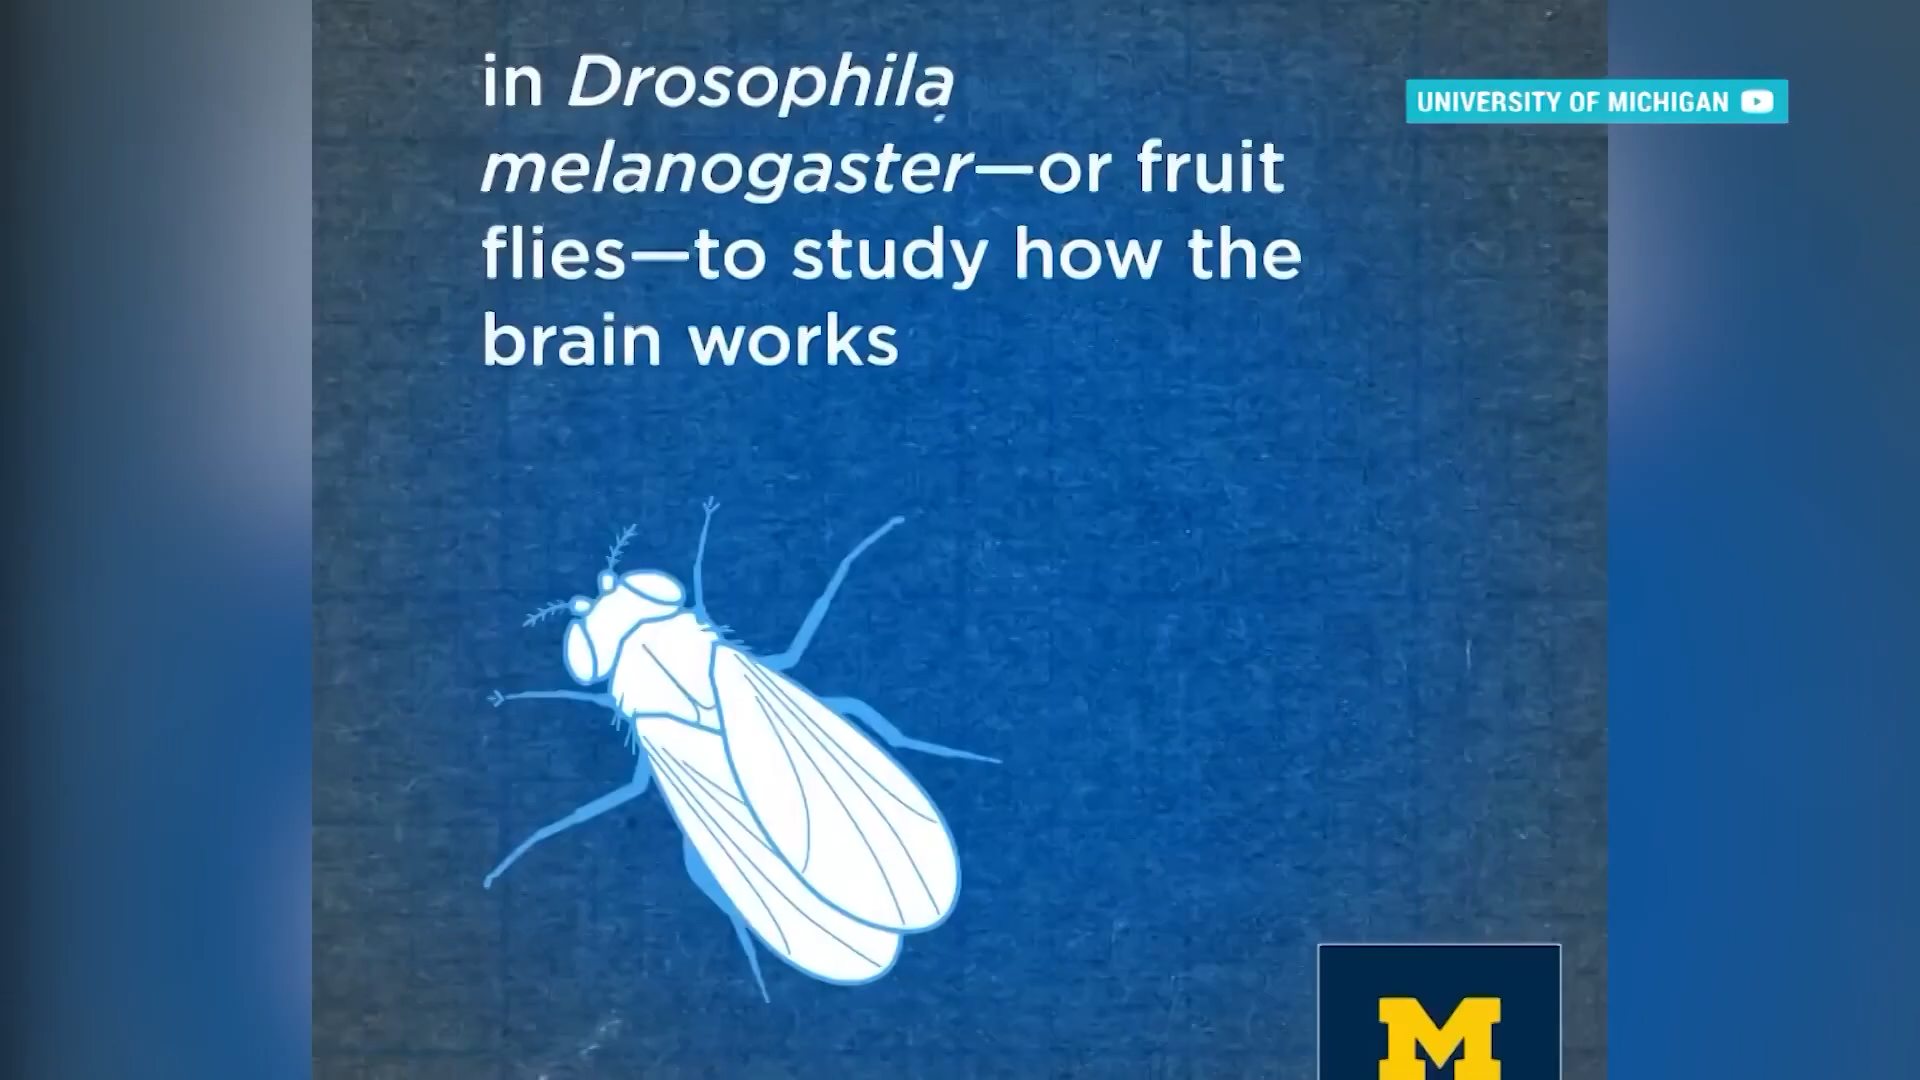 in Drosophila
melanogaster—or fruit
flies—to study how the
brain works
UNIVERSITY OF MICHIGAN
M